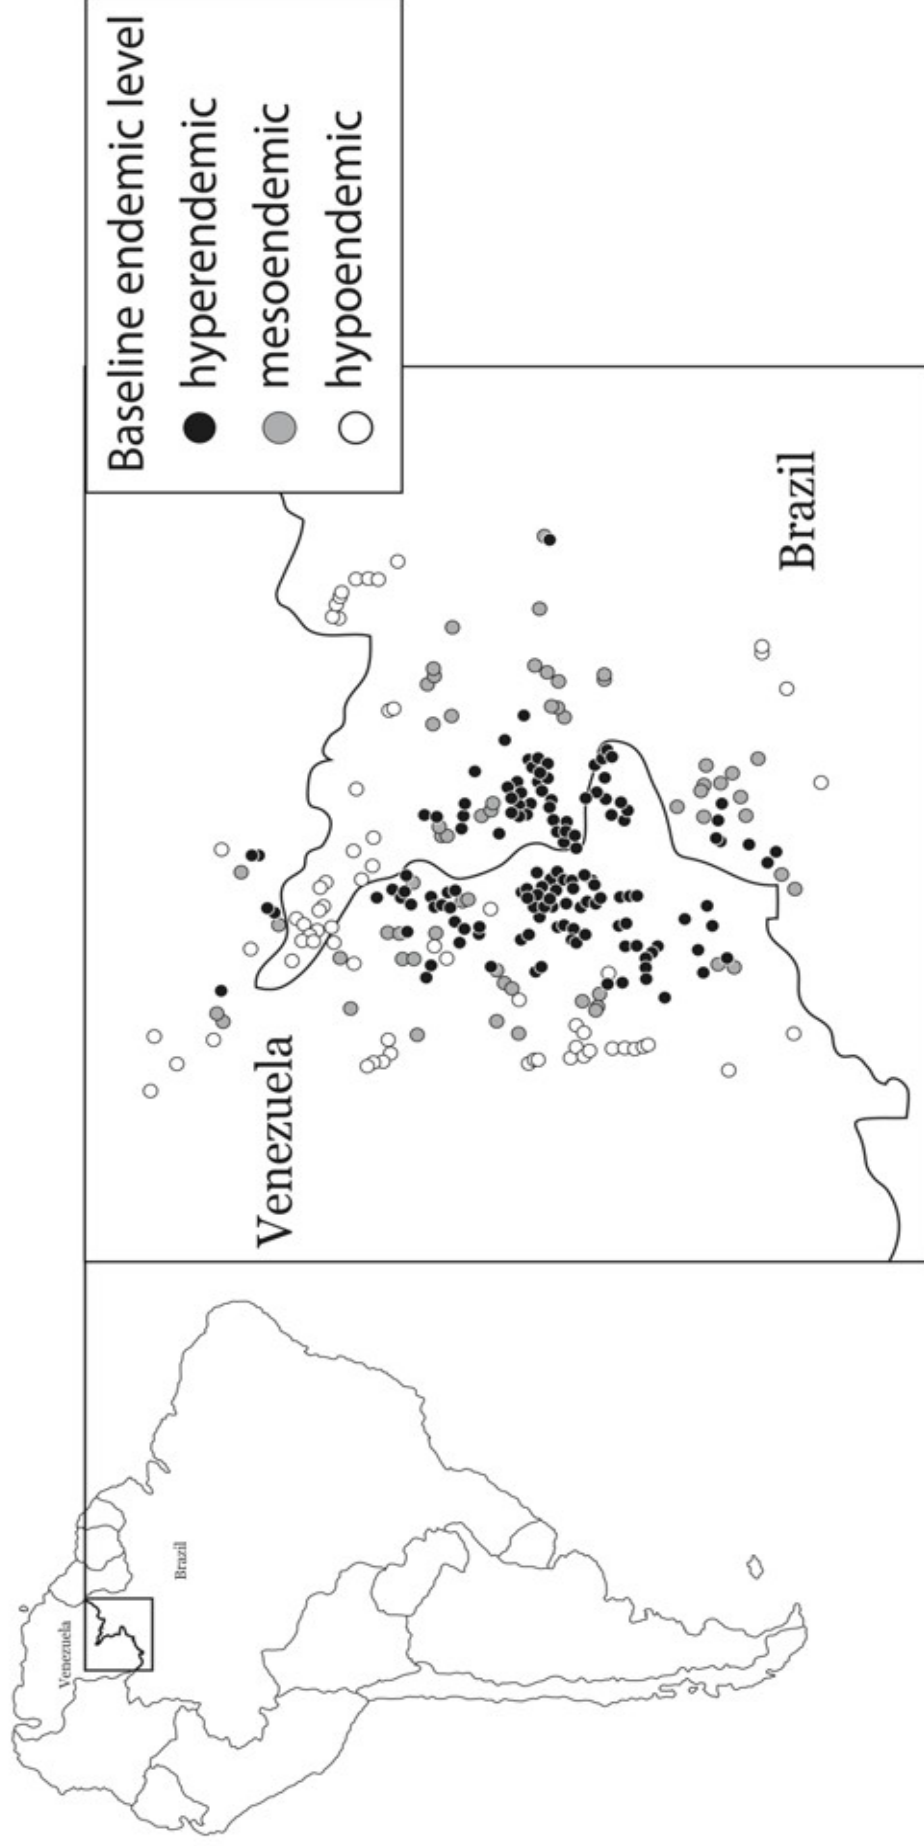 Baseline endemic level
hyperendemic
mesoendemic
hypoendemic
Venezuela
Brazil
Venezuela
Brazil